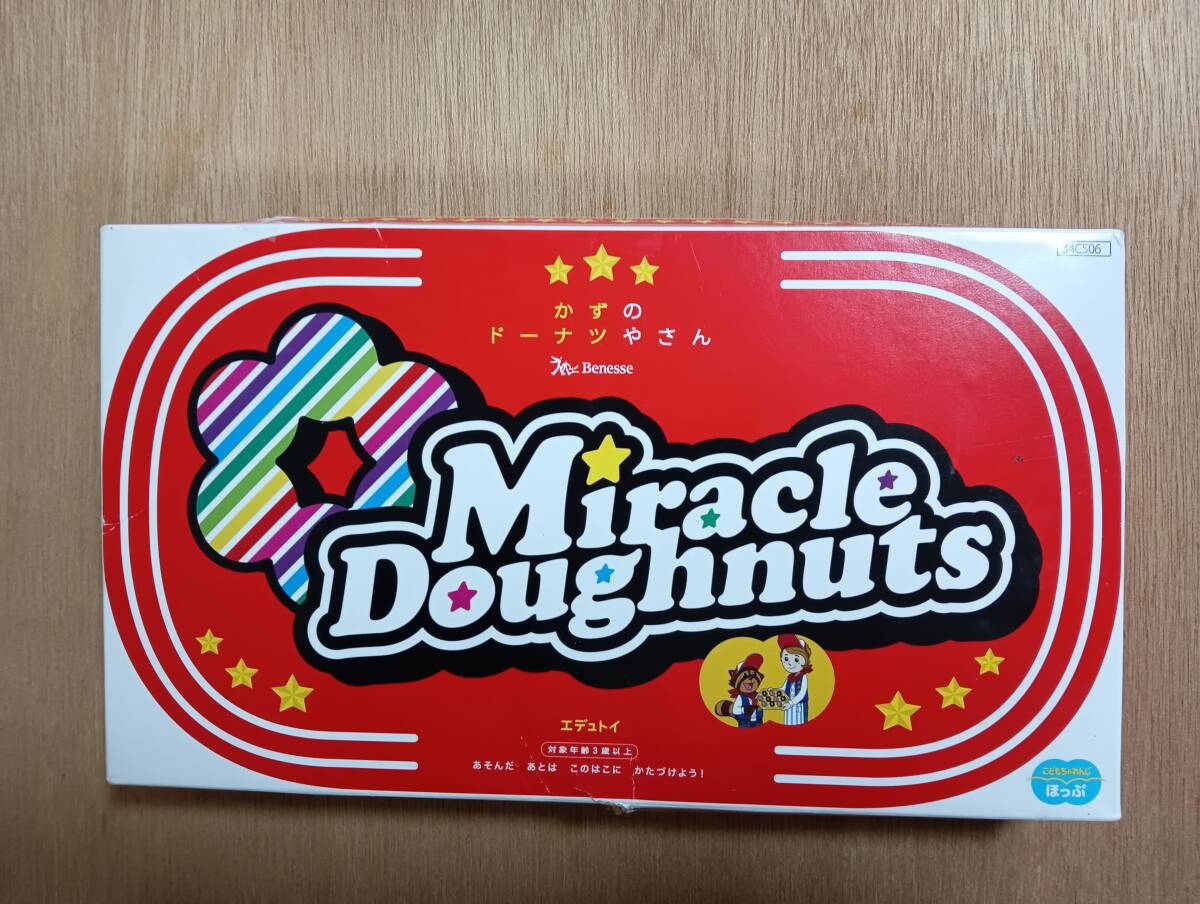 34C506
かずの
ドーナツやさん
Benesse
Miracle
Doughnuts
エデュトイ
対象年齢3歳以上
あそんだ あとは このはこに かたづけよう!
こどもちゃれんじ
ほっぷ